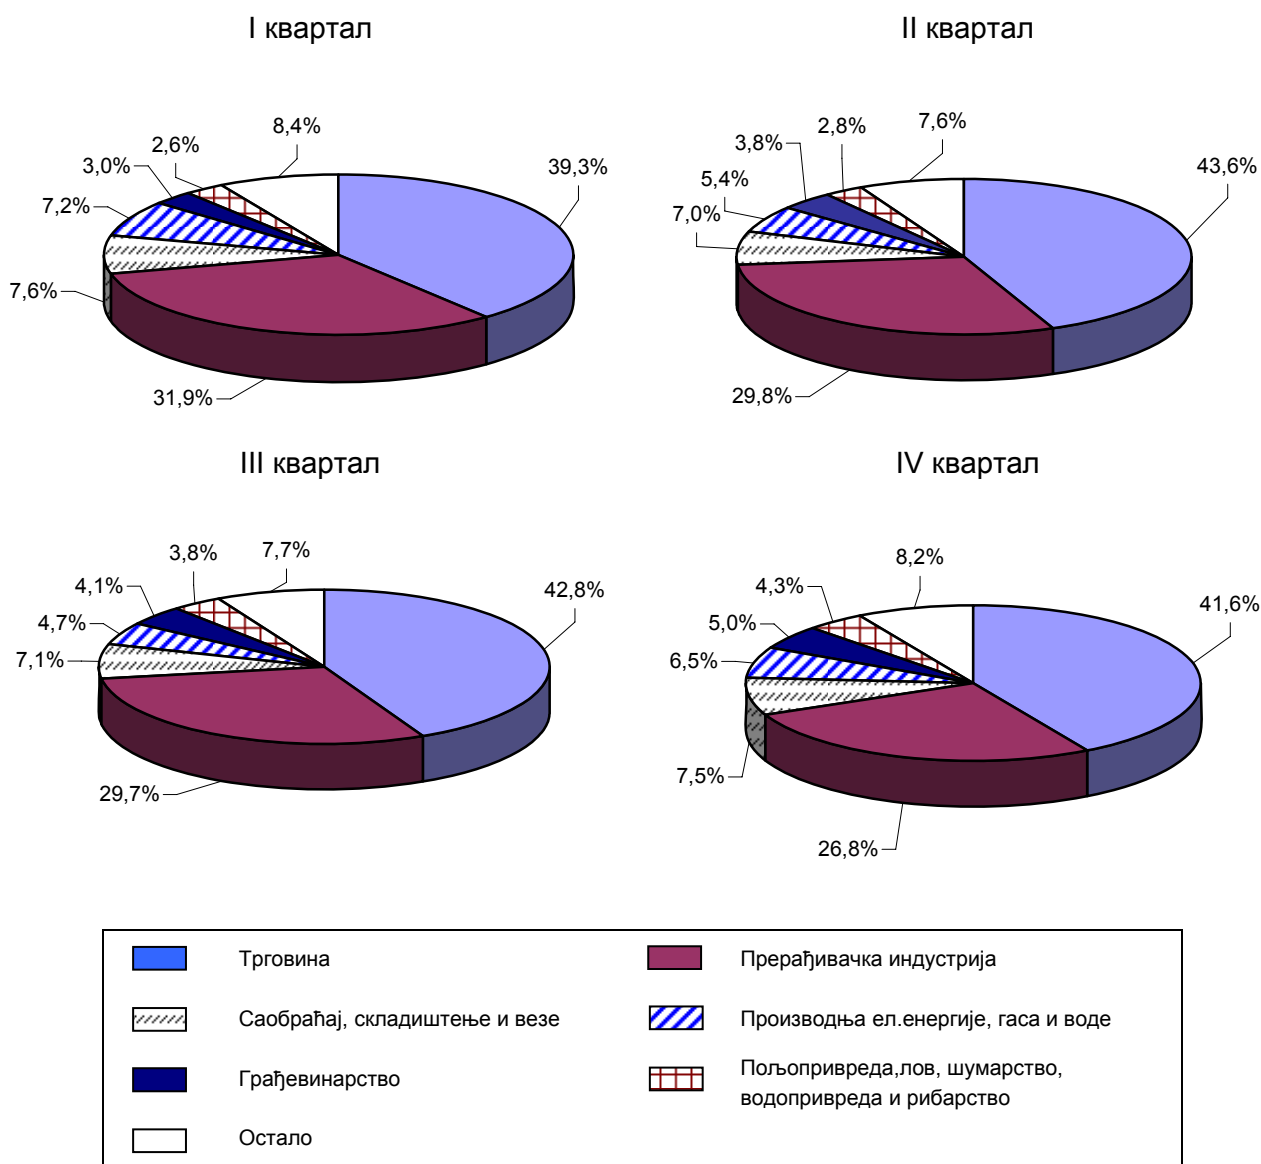 I квартал
II квартал
8,4%
2,6%
3,0%
39,3%
7,2%
7,6%
31,9%
7,6%
2,8%
3,8%
43,6%
5,4%
7,0%
29,8%
III квартал
IV квартал
7,7%
3,8%
4,1%
42,8%
4,7%
7,1%
29,7%
8,2%
4,3%
5,0%
41,6%
6,5%
7,5%
26,8%
Трговина
Прерађивачка индустрија
Саобраћај, складиштење и везе
Производња ел.енергије, гаса и воде
Грађевинарство
Пољопривреда,лов, шумарство,
водопривреда и рибарство
Остало